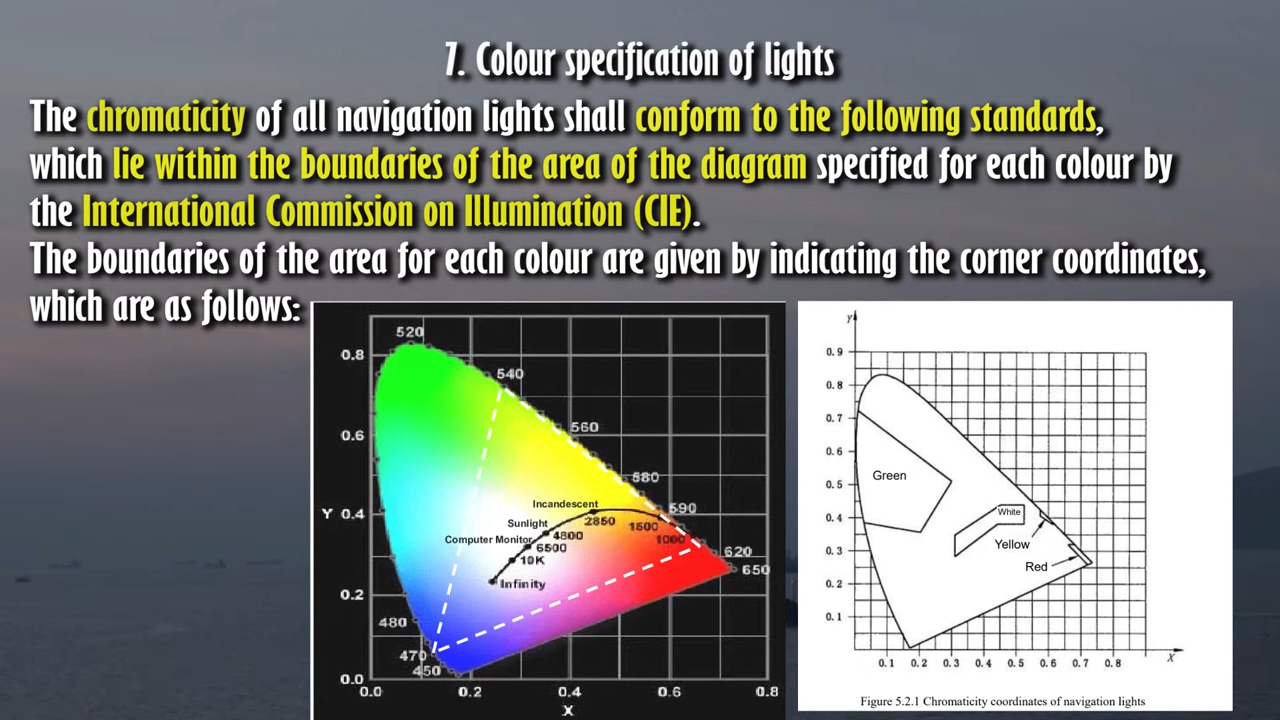 7. Colour specification of lights
The chromaticity of all navigation lights shall conform to the following standards,
which lie within the boundaries of the area of the diagram specified for each colour by
the International Commission on Illumination (CIE).
The boundaries of the area for each colour are given by indicating the corner coordinates,
which are as follows:
520
0.8
540
0.6
560
580
Incandescent
590
Y 0.4
2850
Sunlight
1500
4800
Computer Monitor
1000
6500
620
10K
650
Infinity
0.2
480
470
450
0.0
0.0 0.2 0.4 0.6 0.8
X
Y
0.9
0.8
0.7
0.6
Green
0.5
White
0.4
Yellow
0.3
Red
0.2
0.1
0.1 0.2 0.3 0.4 0.5 0.6 0.7 0.8 X
Figure 5.2.1 Chromaticity coordinates of navigation lights